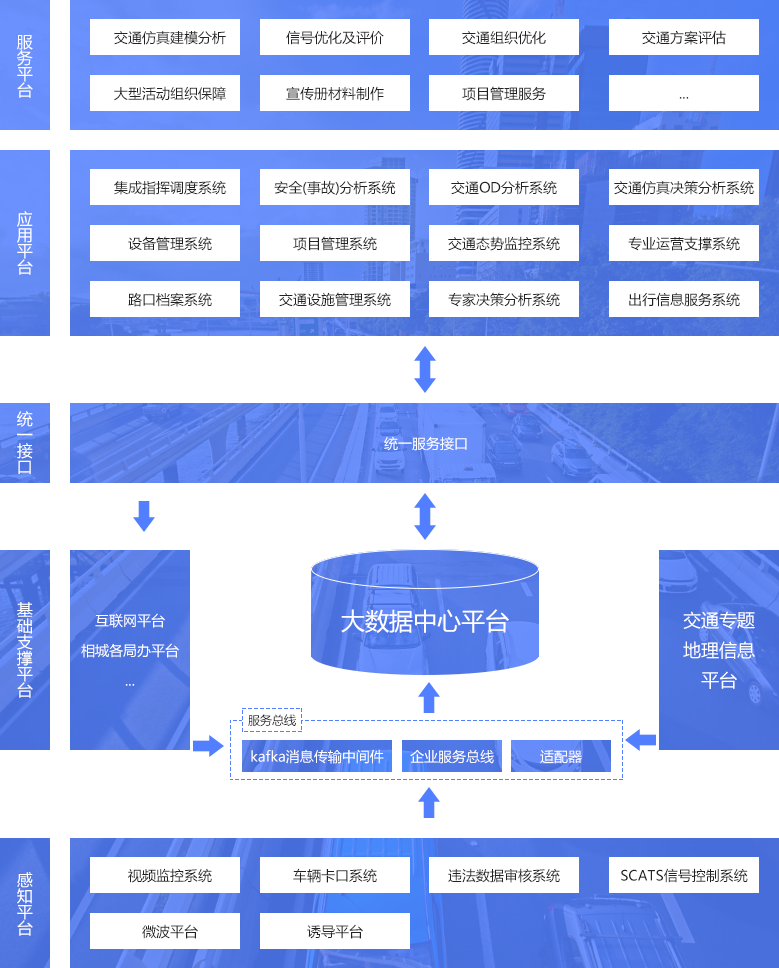 服务平台
交通仿真建模分析
信号优化及评价
交通组织优化
交通方案评估
大型活动组织保障
宣传册材料制作
项目管理服务
...
应用平台
集成指挥调度系统
安全(事故)分析系统
交通OD分析系统
交通仿真决策分析系统
设备管理系统
项目管理系统
交通态势监控系统
专业运营支撑系统
路口档案系统
交通设施管理系统
专家决策分析系统
出行信息服务系统
统一接口
统一服务接口
基础支撑平台
互联网平台
相城各局办平台
...
大数据中心平台
交通专题
地理信息
平台
服务总线
kafka消息传输中间件
企业服务总线
适配器
感知平台
视频监控系统
车辆卡口系统
违法数据审核系统
SCATS信号控制系统
微波平台
诱导平台